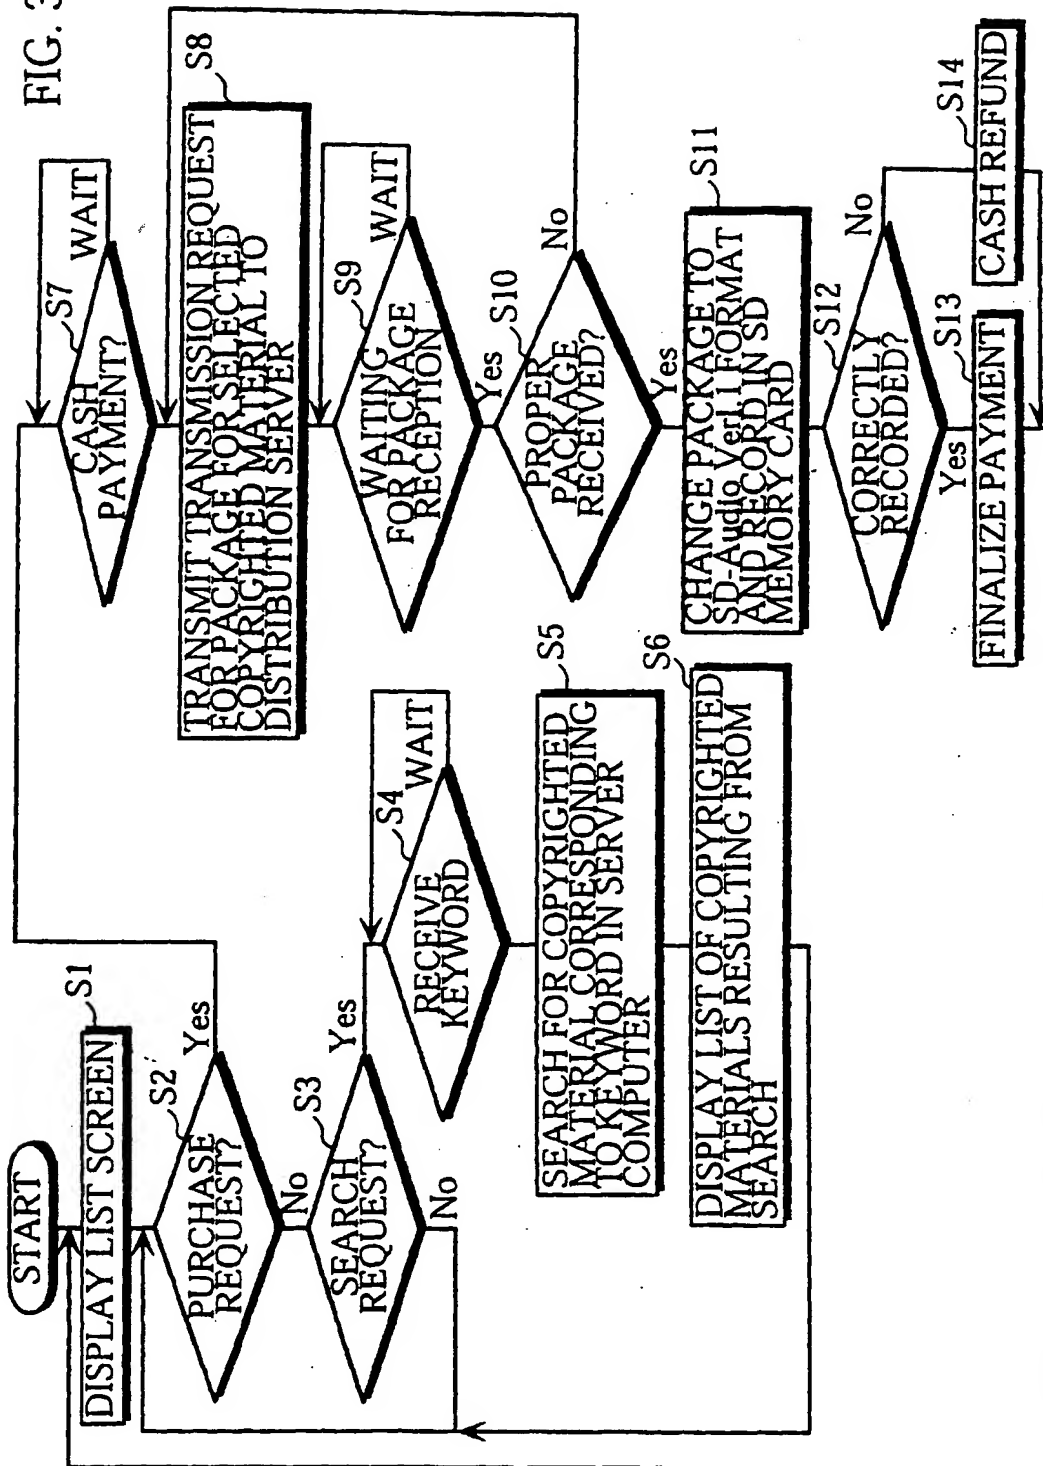 FIG. 3
START
S1
DISPLAY LIST SCREEN
S2
PURCHASE
REQUEST?
Yes
No
S3
SEARCH
REQUEST?
Yes
No
S4
RECEIVE
KEYWORD
WAIT
S5
SEARCH FOR COPYRIGHTED
MATERIAL CORRESPONDING
TO KEYWORD IN SERVER
COMPUTER
S6
DISPLAY LIST OF COPYRIGHTED
MATERIALS RESULTING FROM
SEARCH
S7
CASH
PAYMENT?
WAIT
S8
TRANSMIT TRANSMISSION REQUEST
FOR PACKAGE FOR SELECTED
COPYRIGHTED MATERIAL TO
DISTRIBUTION SERVER
S9
WAITING
FOR PACKAGE
RECEPTION
WAIT
Yes
S10
PROPER
PACKAGE
RECEIVED?
No
Yes
S11
CHANGE PACKAGE TO
SD-Audio Ver1.1 FORMAT
AND RECORD IN SD
MEMORY CARD
S12
CORRECTLY
RECORDED?
No
Yes
S13
FINALIZE PAYMENT
S14
CASH REFUND